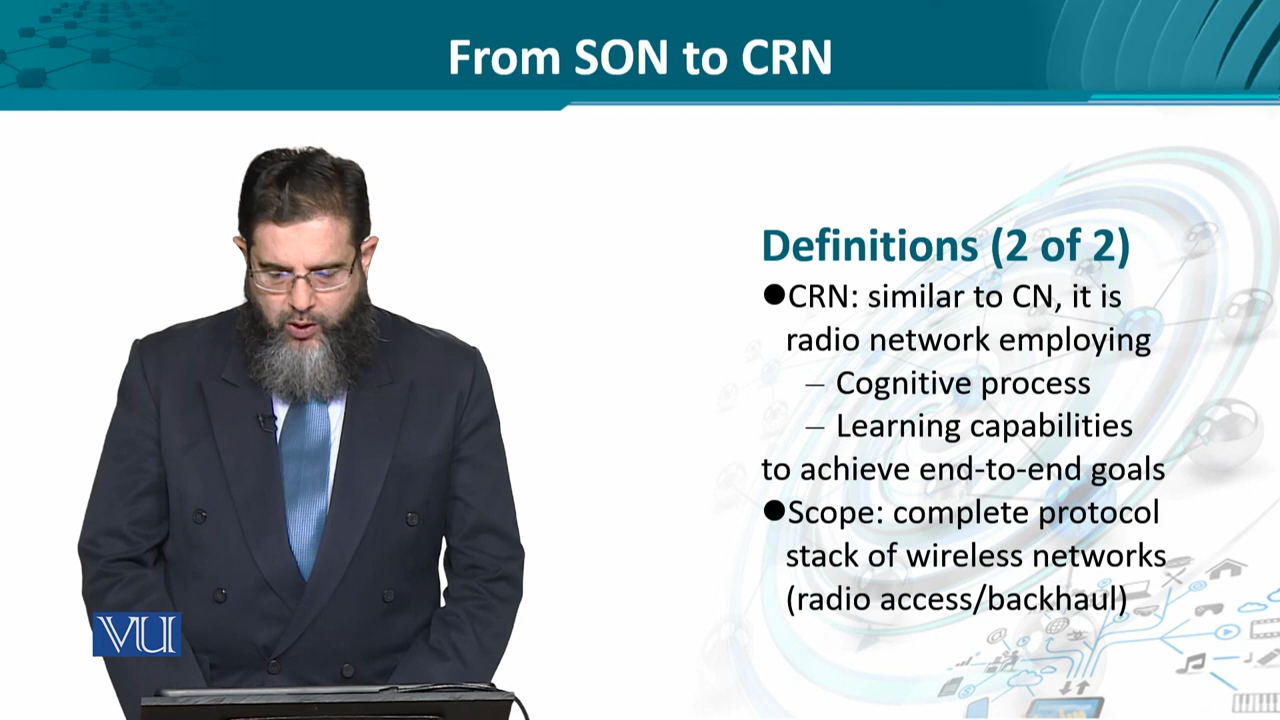 From SON to CRN
Definitions (2 of 2)
●CRN: similar to CN, it is
radio network employing
– Cognitive process
– Learning capabilities
to achieve end-to-end goals
●Scope: complete protocol
stack of wireless networks
(radio access/backhaul)
VU